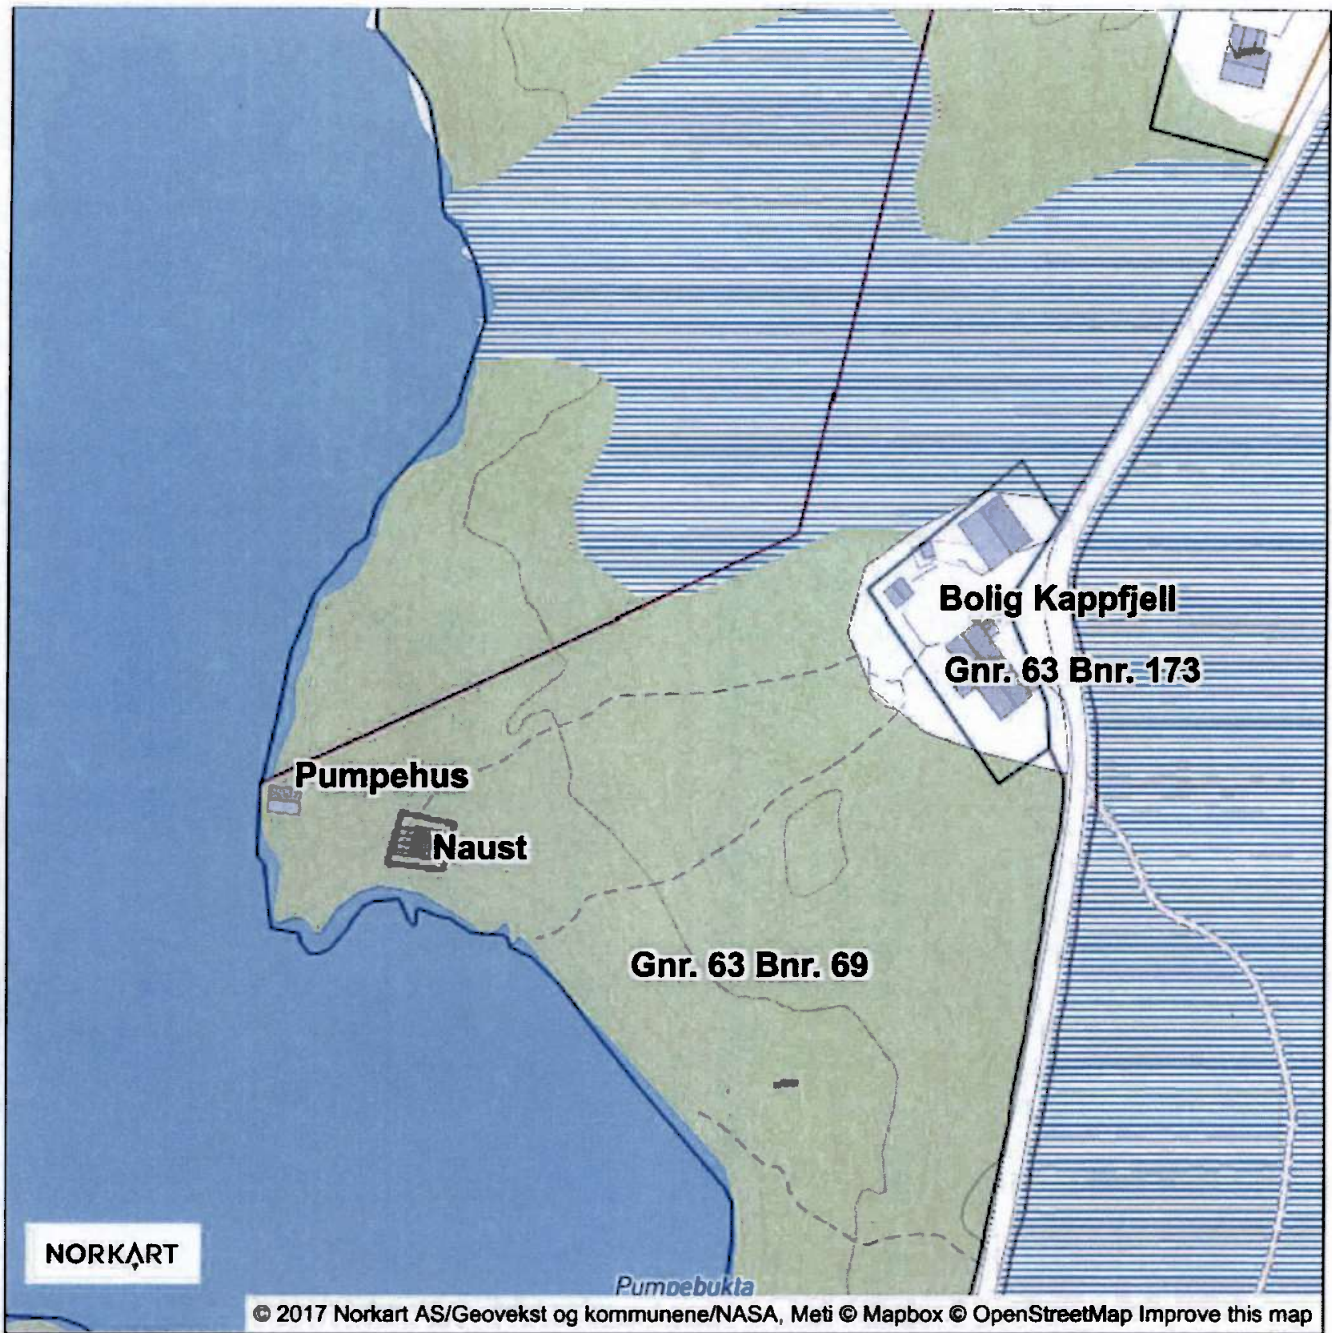 Bolig Kappfjell
Gnr. 63 Bnr. 173
Pumpehus
Naust
Gnr. 63 Bnr. 69
NORKART
Pumpebukta
© 2017 Norkart AS/Geovekst og kommunene/NASA, Meti © Mapbox © OpenStreetMap Improve this map